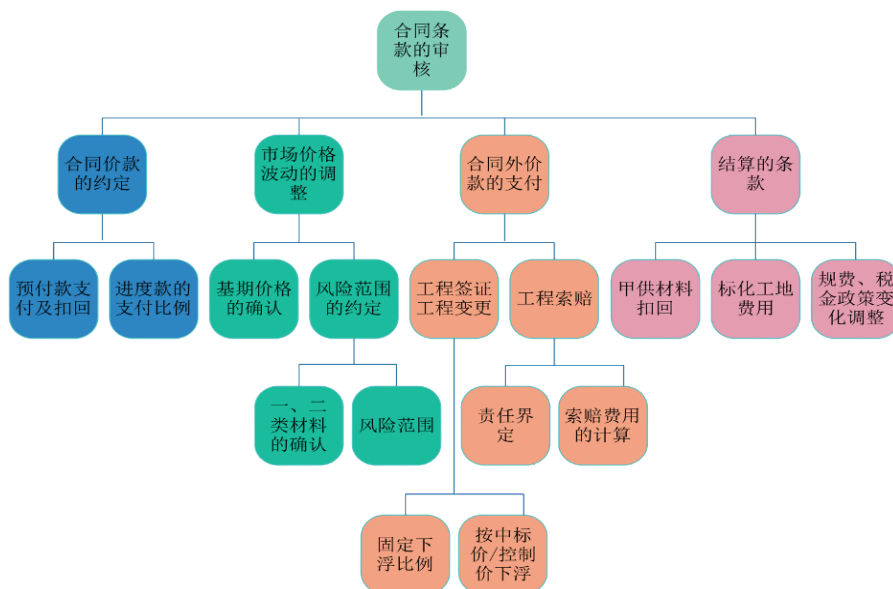 合同条
款的审
核
合同价款
的约定
市场价格
波动的调
整
合同外价
款的支付
结算的条
款
预付款支
付及扣回
进度款的
支付比例
基期价格
的确认
风险范围
的约定
工程签证
工程变更
工程索赔
甲供材料
扣回
标化工地
费用
规费、税
金政策变
化调整
一、二
类材料
的确认
风险范围
责任界
定
索赔费用
的计算
固定下
浮比例
按中标
价/控制
价下浮